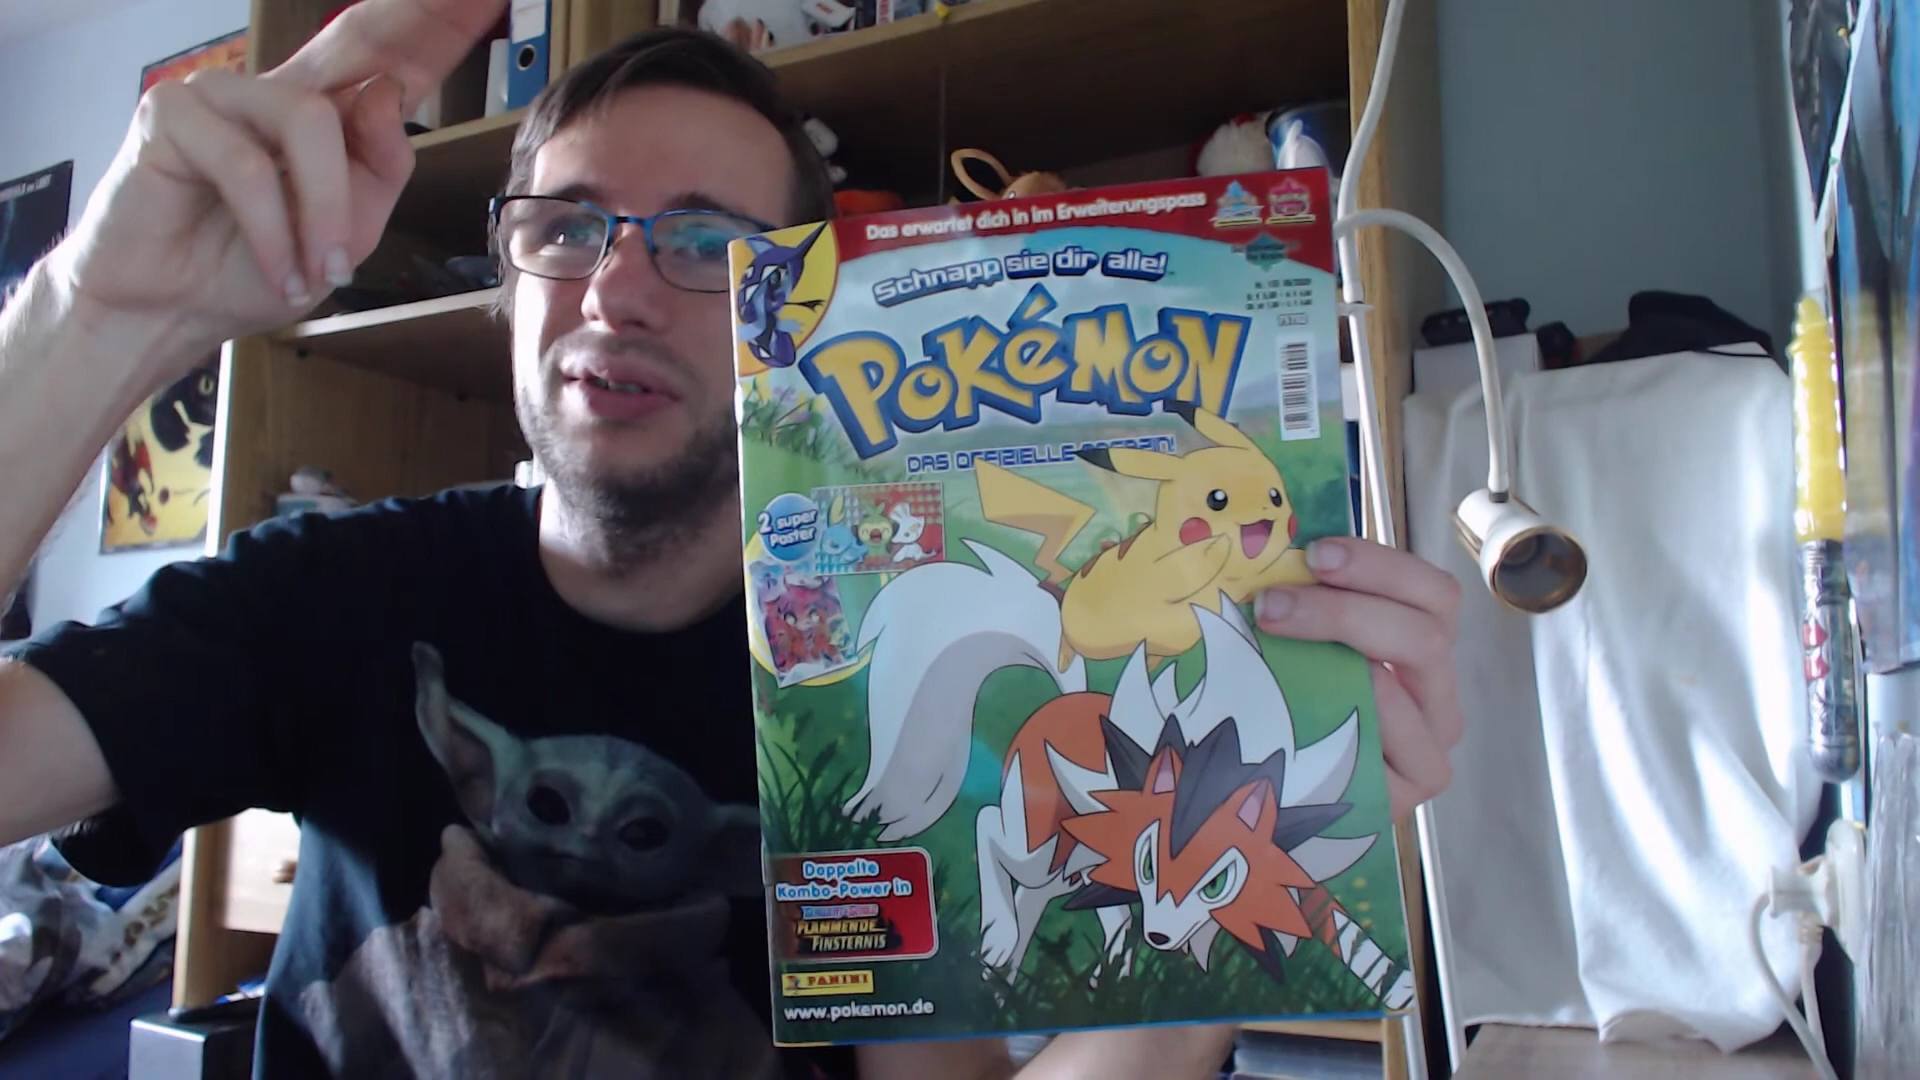 Das erwartet dich in im Erweiterungspass
Schnapp sie dir alle!
POKéMON
DAS OFFIZIELLE MAGAZIN!
2 super
Poster
Doppelte
Kombo-Power in
FLAMMENDE
FINSTERNIS
PANINI
www.pokemon.de